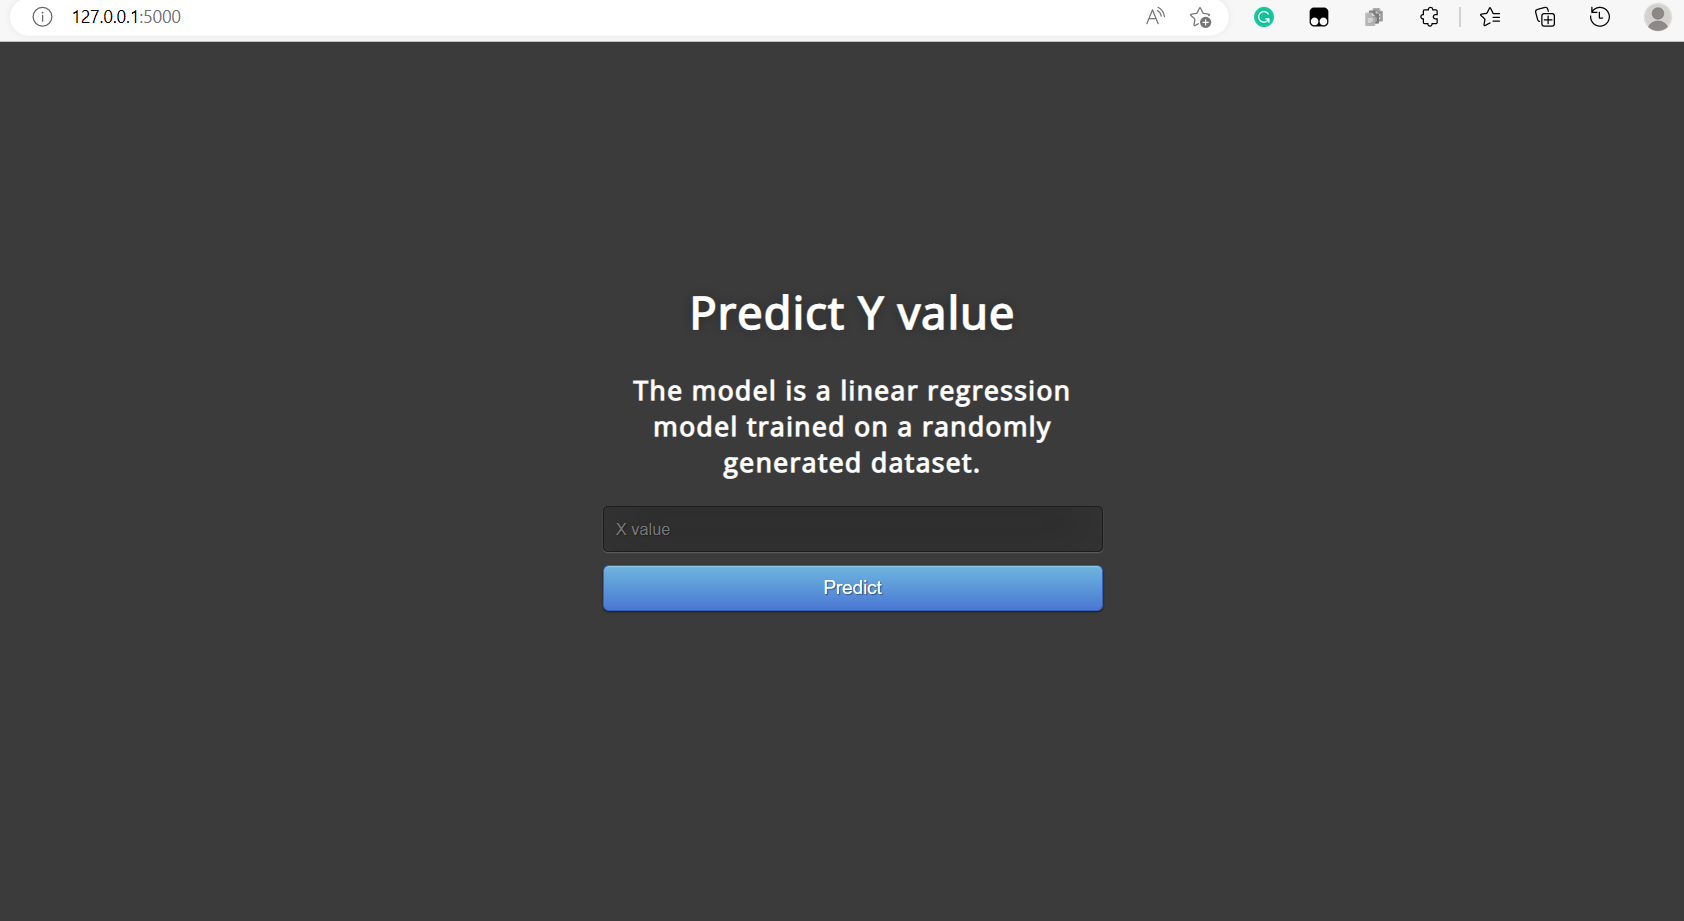 127.0.0.1:5000
Predict Y value
The model is a linear regression
model trained on a randomly
generated dataset.
X value
Predict